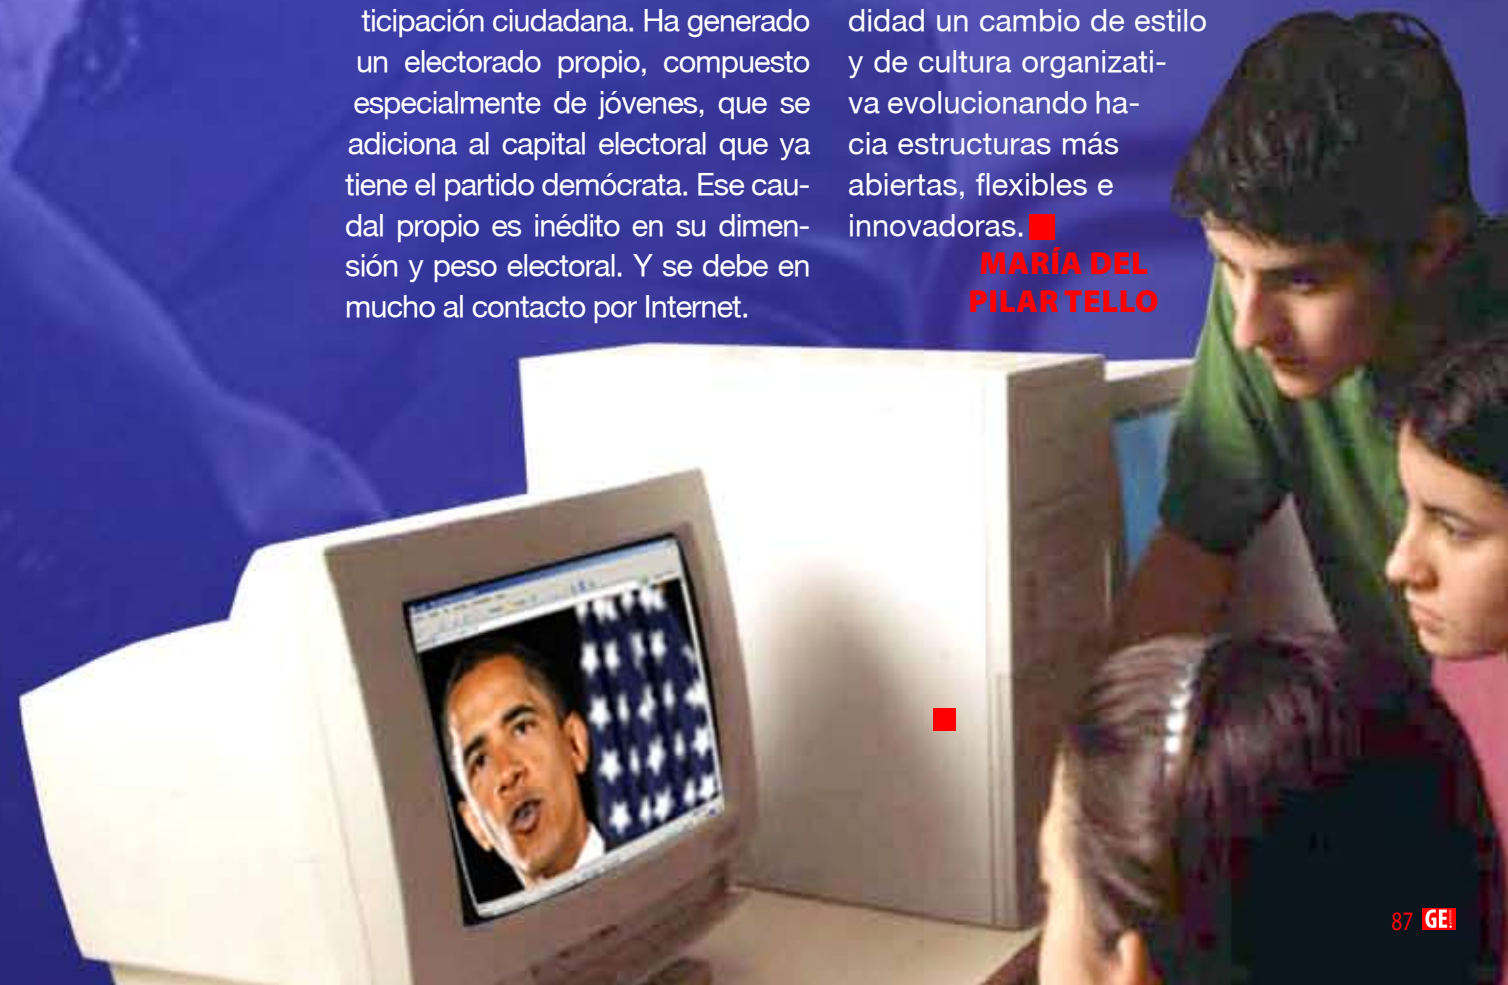 ticipación ciudadana. Ha generado
un electorado propio, compuesto
especialmente de jóvenes, que se
adiciona al capital electoral que ya
tiene el partido demócrata. Ese cau-
dal propio es inédito en su dimen-
sión y peso electoral. Y se debe en
mucho al contacto por Internet.
didad un cambio de estilo
y de cultura organizati-
va evolucionando ha-
cia estructuras más
abiertas, flexibles e
innovadoras.
MARÍA DEL
PILAR TELLO
87 GE